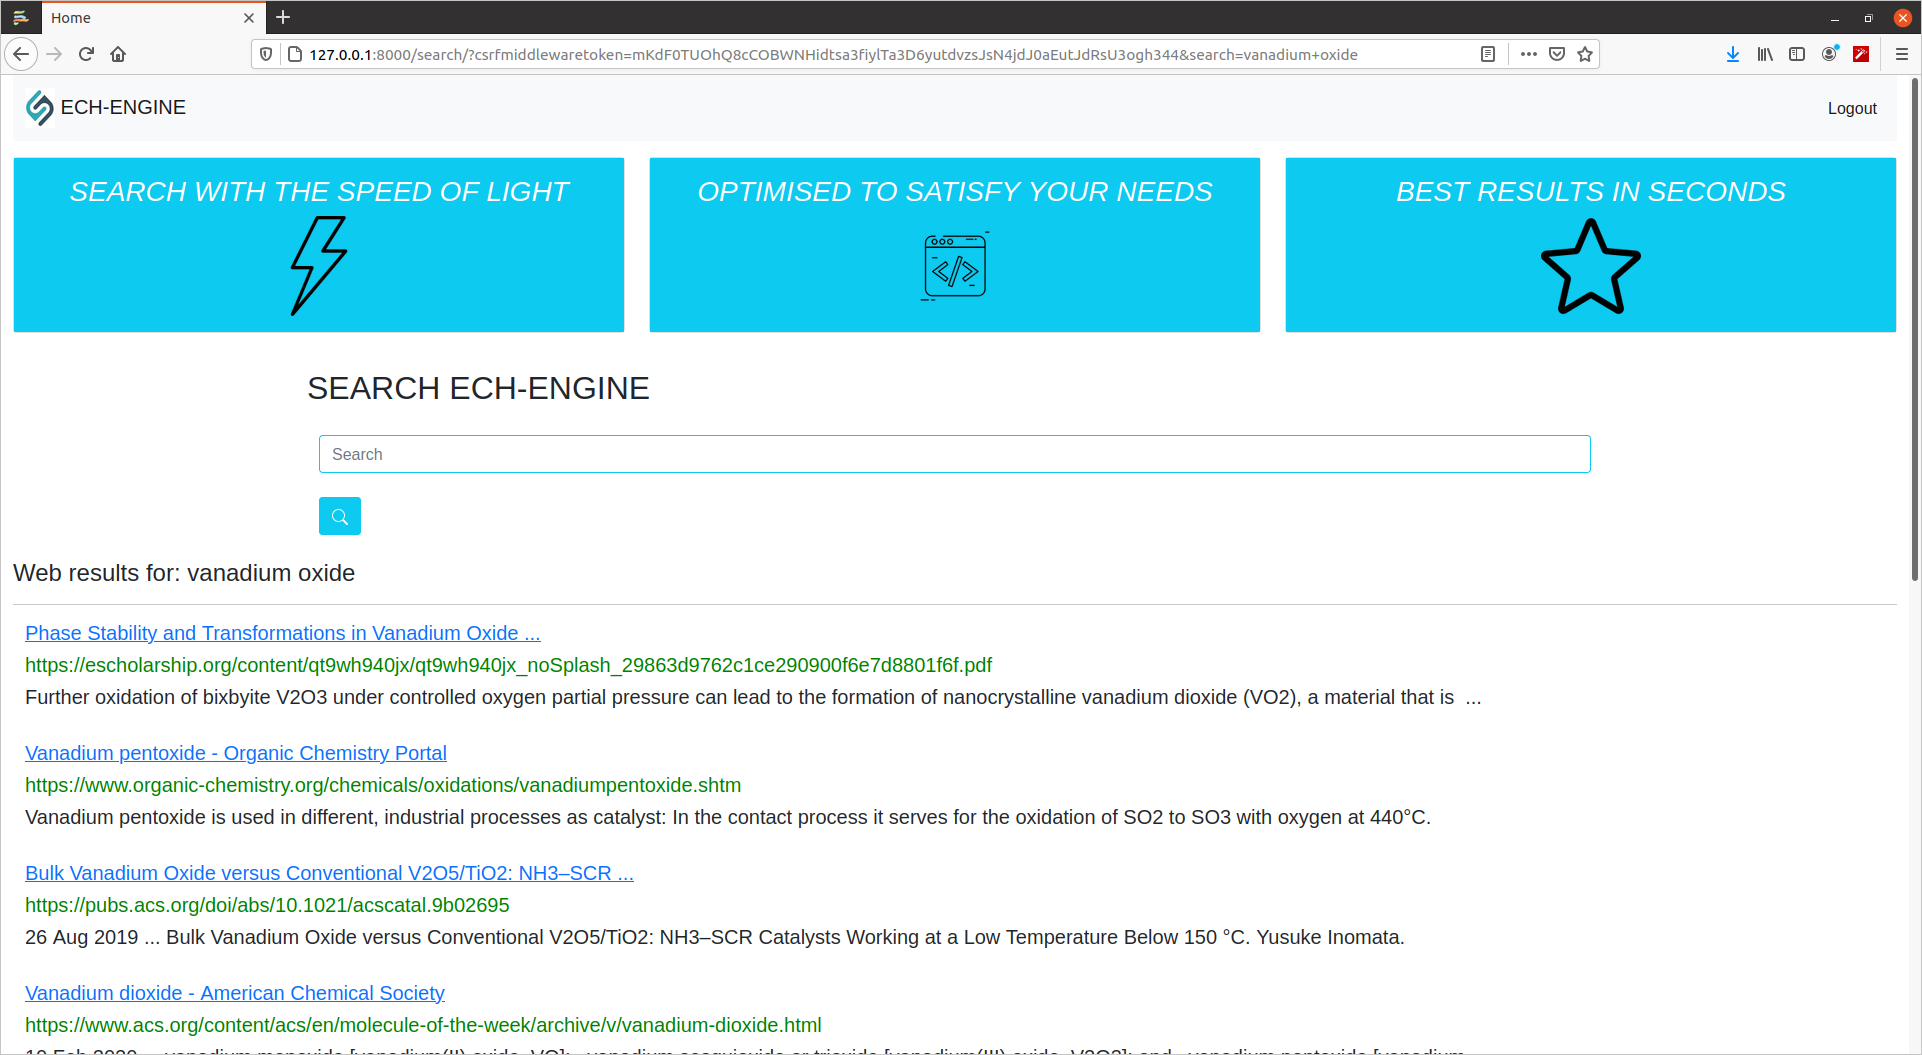 Home
127.0.0.1:8000/search/?csrfmiddlewaretoken=mKdF0TUOhQ8cCOBWNHidtsa3fiylTa3D6yutdvzsJsN4jdJ0aEutJdRsU3ogh344&search=vanadium+oxide
ECH-ENGINE
Logout
SEARCH WITH THE SPEED OF LIGHT
OPTIMISED TO SATISFY YOUR NEEDS
BEST RESULTS IN SECONDS
</>
SEARCH ECH-ENGINE
Search
Web results for: vanadium oxide
Phase Stability and Transformations in Vanadium Oxide ...
https://escholarship.org/content/qt9wh940jx/qt9wh940jx_noSplash_29863d9762c1ce290900f6e7d8801f6f.pdf
Further oxidation of bixbyite V2O3 under controlled oxygen partial pressure can lead to the formation of nanocrystalline vanadium dioxide (VO2), a material that is ...
Vanadium pentoxide - Organic Chemistry Portal
https://www.organic-chemistry.org/chemicals/oxidations/vanadiumpentoxide.shtm
Vanadium pentoxide is used in different, industrial processes as catalyst: In the contact process it serves for the oxidation of SO2 to SO3 with oxygen at 440°C.
Bulk Vanadium Oxide versus Conventional V2O5/TiO2: NH3–SCR ...
https://pubs.acs.org/doi/abs/10.1021/acscatal.9b02695
26 Aug 2019 ... Bulk Vanadium Oxide versus Conventional V2O5/TiO2: NH3–SCR Catalysts Working at a Low Temperature Below 150 °C. Yusuke Inomata.
Vanadium dioxide - American Chemical Society
https://www.acs.org/content/acs/en/molecule-of-the-week/archive/v/vanadium-dioxide.html